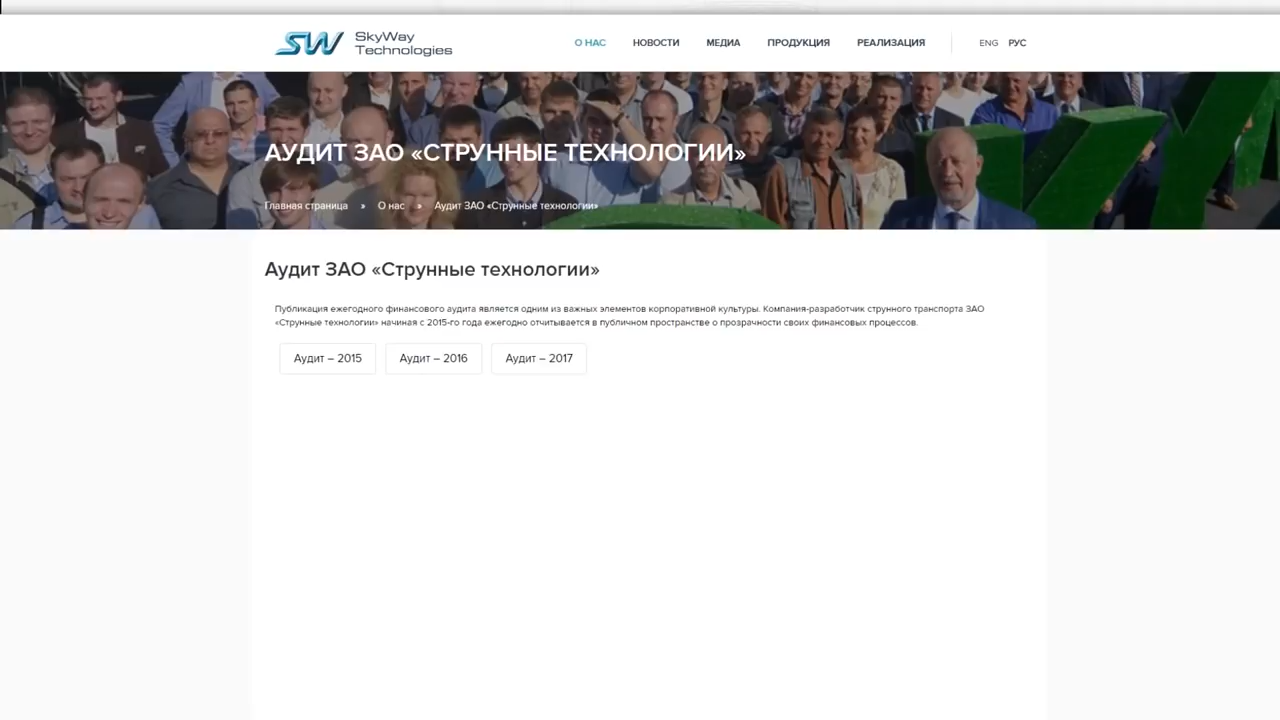 SW SkyWay
Technologies
О НАС НОВОСТИ МЕДИА ПРОДУКЦИЯ РЕАЛИЗАЦИЯ ENG РУС
АУДИТ ЗАО «СТРУННЫЕ ТЕХНОЛОГИИ»
Главная страница » О нас » Аудит ЗАО «Струнные технологии»
Аудит ЗАО «Струнные технологии»
Публикация ежегодного финансового аудита является одним из важных элементов корпоративной культуры. Компания-разработчик струнного транспорта ЗАО
«Струнные технологии» начиная с 2015-го года ежегодно отчитывается в публичном пространстве о прозрачности своих финансовых процессов.
Аудит – 2015 Аудит – 2016 Аудит – 2017